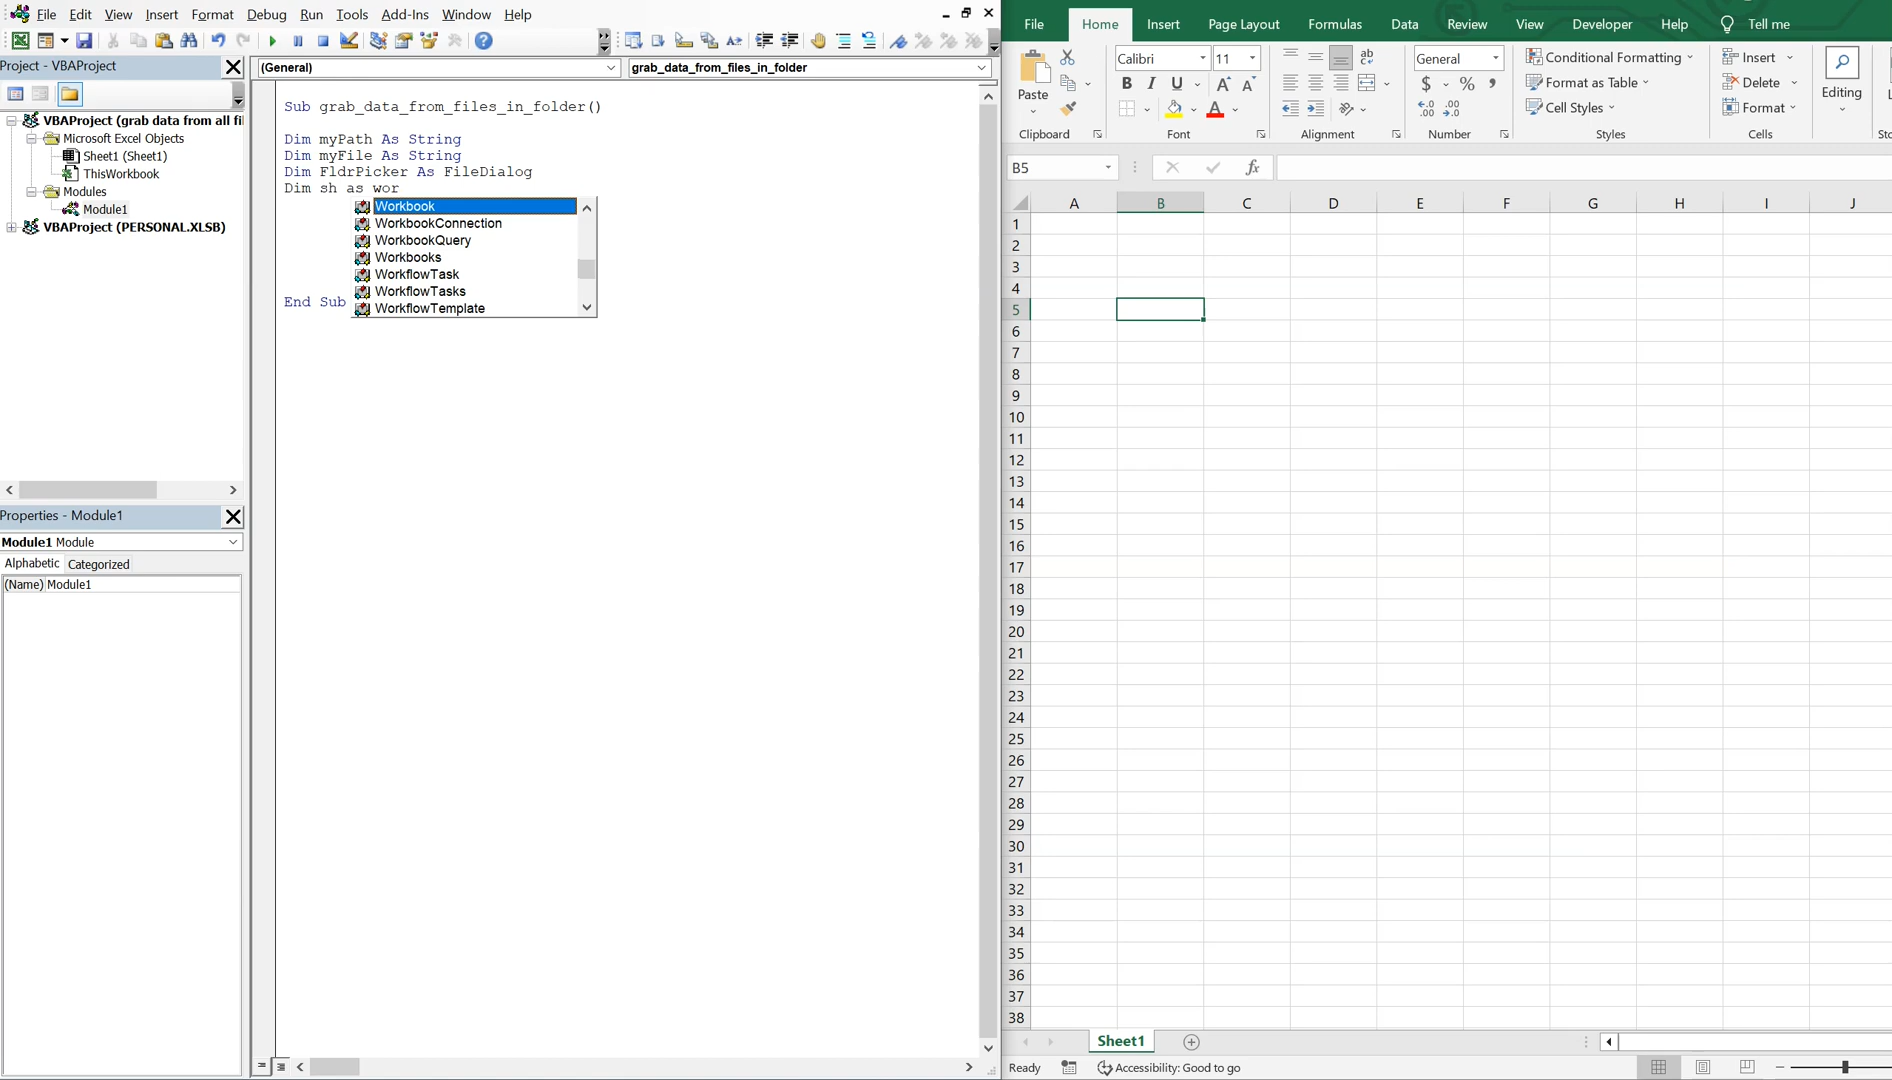 File Edit View Insert Format Debug Run Tools Add-Ins Window Help
Project - VBAProject
VBAProject (grab data from all fi
Microsoft Excel Objects
Sheet1 (Sheet1)
ThisWorkbook
Modules
Module1
VBAProject (PERSONAL.XLSB)
Properties - Module1
Module1 Module
Alphabetic Categorized
(Name) Module1
(General) grab_data_from_files_in_folder
Sub grab_data_from_files_in_folder()
Dim myPath As String
Dim myFile As String
Dim FldrPicker As FileDialog
Dim sh as wor
Workbook
WorkbookConnection
WorkbookQuery
Workbooks
WorkflowTask
WorkflowTasks
WorkflowTemplate
End Sub
File Home Insert Page Layout Formulas Data Review View Developer Help Tell me
Paste
Clipboard
Calibri 11
B I U
A A
Font
ab
Alignment
General
$ % ,
Number
Conditional Formatting
Format as Table
Cell Styles
Styles
Insert
Delete
Format
Cells
Editing
B5 fx
A B C D E F G H I J
1
2
3
4
5
6
7
8
9
10
11
12
13
14
15
16
17
18
19
20
21
22
23
24
25
26
27
28
29
30
31
32
33
34
35
36
37
38
Sheet1
Ready Accessibility: Good to go